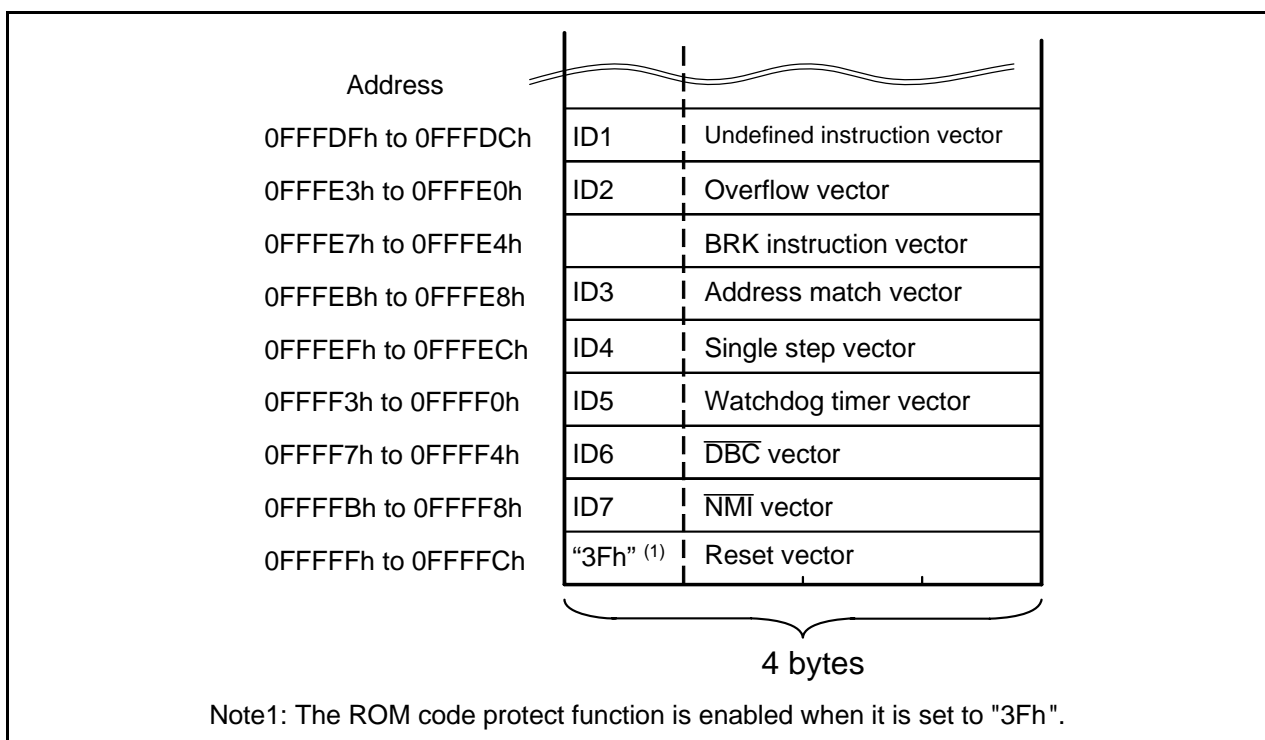 Address
0FFFDFh to 0FFFDCh ID1 Undefined instruction vector
0FFFE3h to 0FFFE0h ID2 Overflow vector
0FFFE7h to 0FFFE4h BRK instruction vector
0FFFEBh to 0FFFE8h ID3 Address match vector
0FFFEFh to 0FFFECh ID4 Single step vector
0FFFF3h to 0FFFF0h ID5 Watchdog timer vector
0FFFF7h to 0FFFF4h ID6 D̅B̅C̅ vector
0FFFFBh to 0FFFF8h ID7 N̅M̅I̅ vector
0FFFFFh to 0FFFFCh “3Fh” (1) Reset vector
4 bytes
Note1: The ROM code protect function is enabled when it is set to "3Fh".